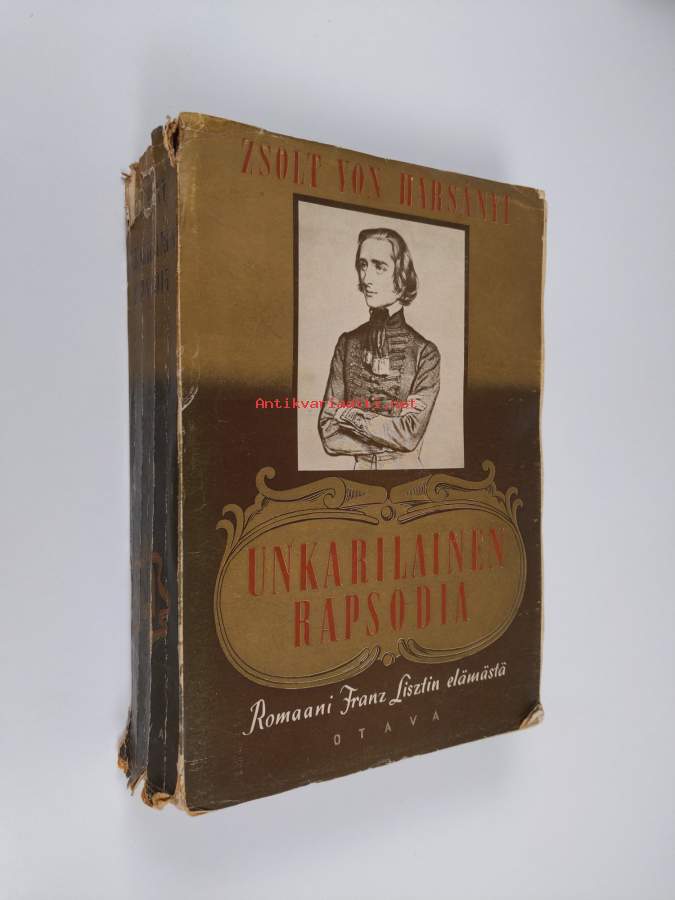 ZSOLT VON HARSÁNYI
Antikvariaatti.net
UNKARILAINEN
RAPSODIA
Romaani Franz Lisztin elämästä
OTAVA